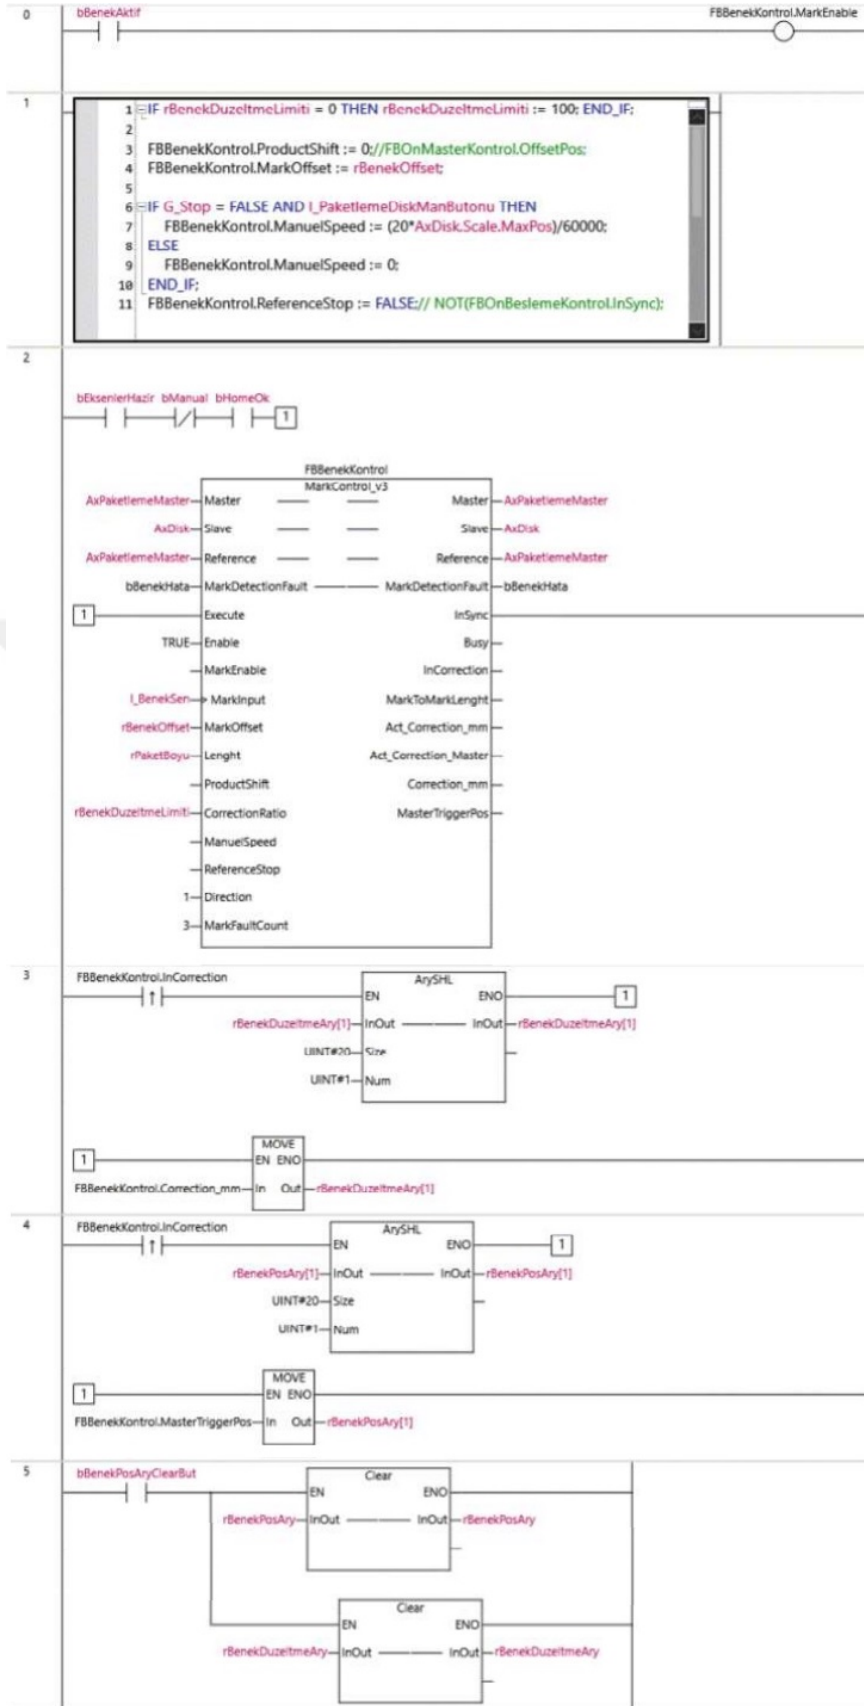 0
bBenekAktif
FBBenekKontrol.MarkEnable
1
1 IF rBenekDuzeltmeLimiti = 0 THEN rBenekDuzeltmeLimiti := 100; END_IF;
2
3 FBBenekKontrol.ProductShift := 0;//FBOnMasterKontrol.OffsetPos;
4 FBBenekKontrol.MarkOffset := rBenekOffset;
5
6 IF G_Stop = FALSE AND I_PaketlemeDiskManButonu THEN
7 FBBenekKontrol.ManuelSpeed := (20*AxDisk.Scale.MaxPos)/60000;
8 ELSE
9 FBBenekKontrol.ManuelSpeed := 0;
10 END_IF;
11 FBBenekKontrol.ReferenceStop := FALSE;// NOT(FBOnBeslemeKontrol.InSync);
2
bEksenlerHazir bManual bHomeOk
1
FBBenekKontrol
MarkControl_v3
AxPaketlemeMaster Master Master AxPaketlemeMaster
AxDisk Slave Slave AxDisk
AxPaketlemeMaster Reference Reference AxPaketlemeMaster
bBenekHata MarkDetectionFault MarkDetectionFault bBenekHata
1 Execute InSync
TRUE Enable Busy
MarkEnable InCorrection
I_BenekSen MarkInput MarkToMarkLenght
rBenekOffset MarkOffset Act_Correction_mm
rPaketBoyu Lenght Act_Correction_Master
ProductShift Correction_mm
rBenekDuzeltmeLimiti CorrectionRatio MasterTriggerPos
ManuelSpeed
ReferenceStop
1 Direction
3 MarkFaultCount
3
FBBenekKontrol.InCorrection
ArySHL
EN ENO 1
rBenekDuzeltmeAry[1] InOut InOut rBenekDuzeltmeAry[1]
UINT#20 Size
UINT#1 Num
MOVE
1 EN ENO
FBBenekKontrol.Correction_mm In Out rBenekDuzeltmeAry[1]
4
FBBenekKontrol.InCorrection
ArySHL
EN ENO 1
rBenekPosAry[1] InOut InOut rBenekPosAry[1]
UINT#20 Size
UINT#1 Num
MOVE
1 EN ENO
FBBenekKontrol.MasterTriggerPos In Out rBenekPosAry[1]
5
bBenekPosAryClearBut
Clear
EN ENO
rBenekPosAry InOut InOut rBenekPosAry
Clear
EN ENO
rBenekDuzeltmeAry InOut InOut rBenekDuzeltmeAry